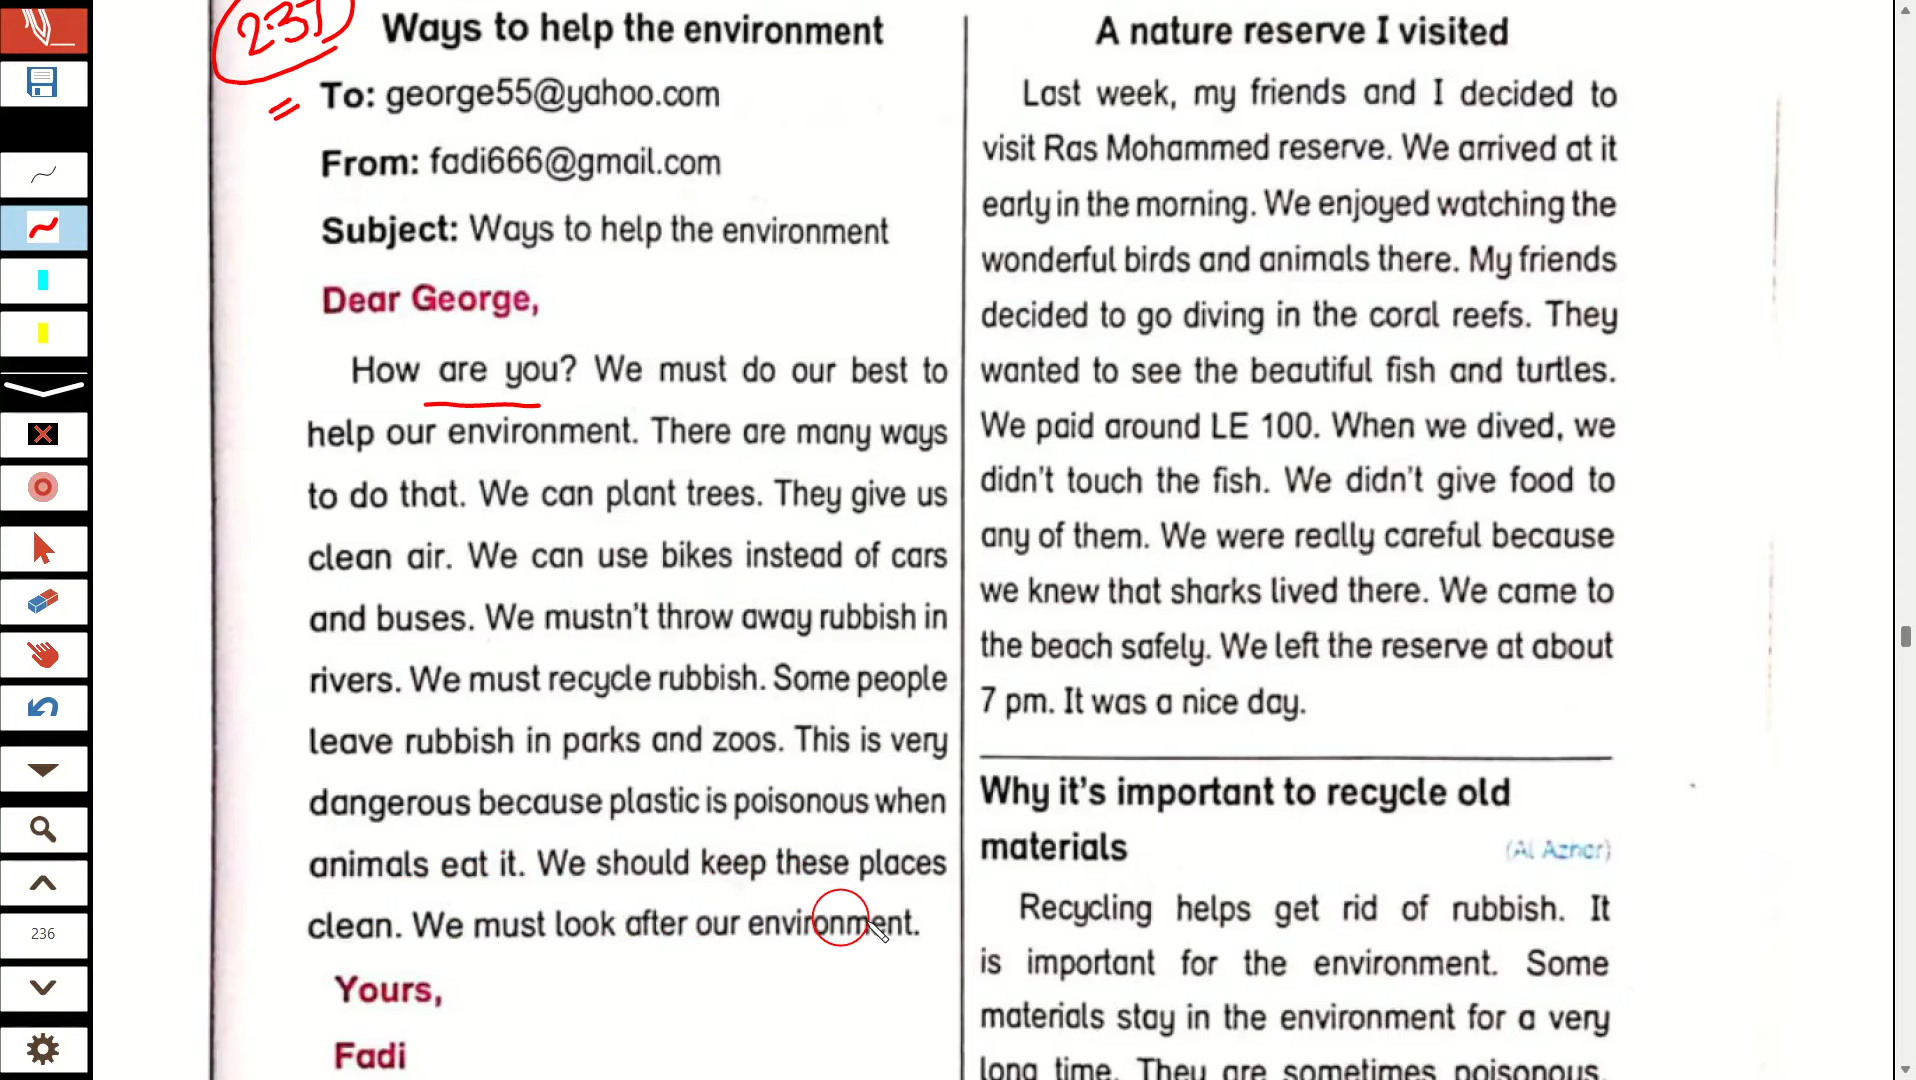 237
Ways to help the environment
To: george55@yahoo.com
From: fadi666@gmail.com
Subject: Ways to help the environment
Dear George,
How are you? We must do our best to
help our environment. There are many ways
to do that. We can plant trees. They give us
clean air. We can use bikes instead of cars
and buses. We mustn't throw away rubbish in
rivers. We must recycle rubbish. Some people
leave rubbish in parks and zoos. This is very
dangerous because plastic is poisonous when
animals eat it. We should keep these places
clean. We must look after our environment.
Yours,
Fadi
A nature reserve I visited
Last week, my friends and I decided to
visit Ras Mohammed reserve. We arrived at it
early in the morning. We enjoyed watching the
wonderful birds and animals there. My friends
decided to go diving in the coral reefs. They
wanted to see the beautiful fish and turtles.
We paid around LE 100. When we dived, we
didn't touch the fish. We didn't give food to
any of them. We were really careful because
we knew that sharks lived there. We came to
the beach safely. We left the reserve at about
7 pm. It was a nice day.
Why it's important to recycle old
materials
(Al Azhar)
Recycling helps get rid of rubbish. It
is important for the environment. Some
materials stay in the environment for a very
long time. They are sometimes poisonous.
236